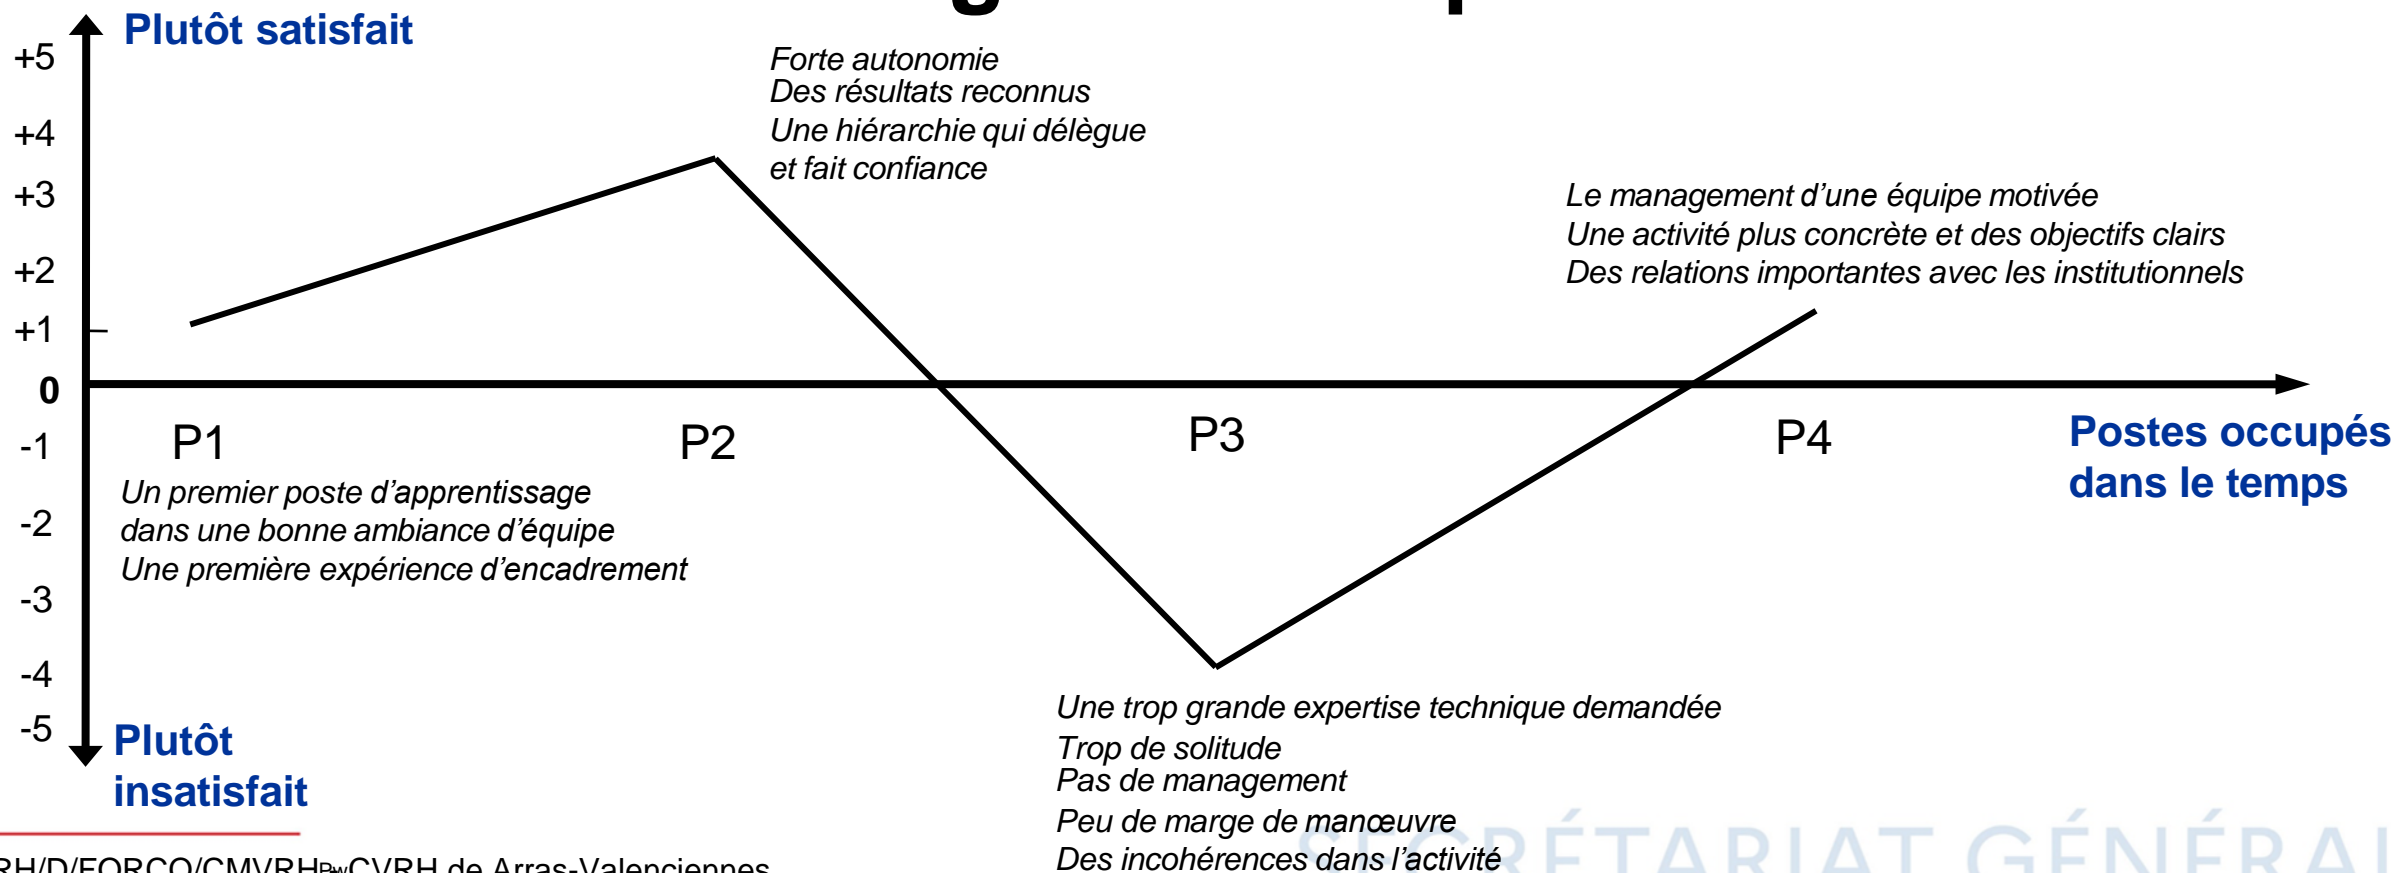 Plutôt satisfait
+5
+4
+3
+2
+1
0
-1
-2
-3
-4
-5
Forte autonomie
Des résultats reconnus
Une hiérarchie qui délègue
et fait confiance
Le management d’une équipe motivée
Une activité plus concrète et des objectifs clairs
Des relations importantes avec les institutionnels
P1
P2
P3
P4
Postes occupés
dans le temps
Un premier poste d’apprentissage
dans une bonne ambiance d’équipe
Une première expérience d’encadrement
Plutôt
insatisfait
Une trop grande expertise technique demandée
Trop de solitude
Pas de management
Peu de marge de manœuvre
Des incohérences dans l’activité
RH/D/FORCO/CMVRH CVRH de Arras-Valenciennes
SECRÉTARIAT GÉNÉRAL